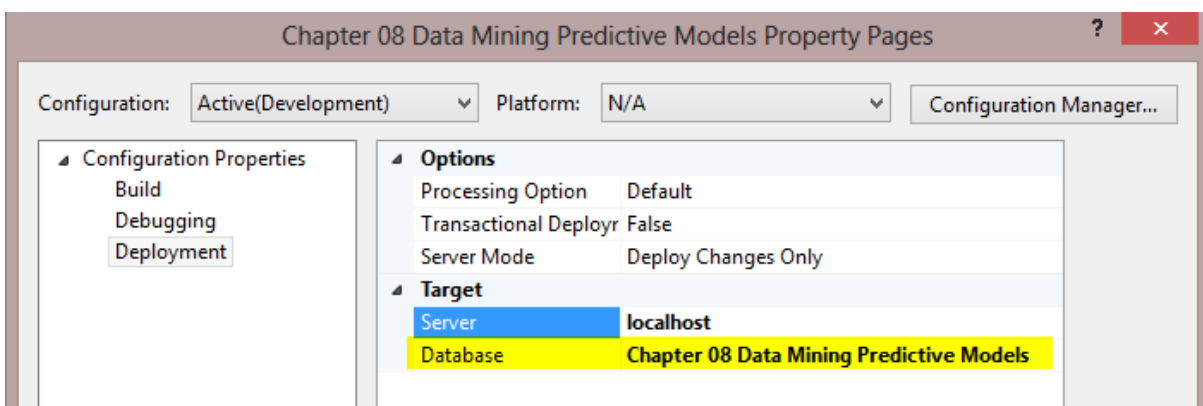 Chapter 08 Data Mining Predictive Models Property Pages ?
Configuration: Active(Development) Platform: N/A Configuration Manager...
Configuration Properties
Build
Debugging
Deployment
Options
Processing Option Default
Transactional Deployr False
Server Mode Deploy Changes Only
Target
Server localhost
Database Chapter 08 Data Mining Predictive Models